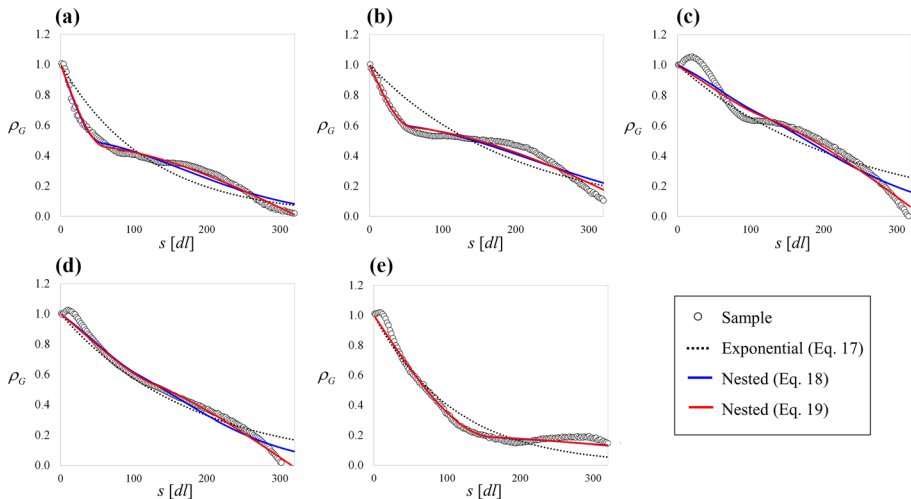 (a)
1.2
1.0
0.8
0.6
0.4
0.2
0.0
ρG
0 100 200 300
s [dl]
(b)
1.2
1.0
0.8
0.6
0.4
0.2
0.0
ρG
0 100 200 300
s [dl]
(c)
1.2
1.0
0.8
0.6
0.4
0.2
0.0
ρG
0 100 200 300
s [dl]
(d)
1.2
1.0
0.8
0.6
0.4
0.2
0.0
ρG
0 100 200 300
s [dl]
(e)
1.2
1.0
0.8
0.6
0.4
0.2
0.0
ρG
0 100 200 300
s [dl]
Sample
Exponential (Eq. 17)
Nested (Eq. 18)
Nested (Eq. 19)